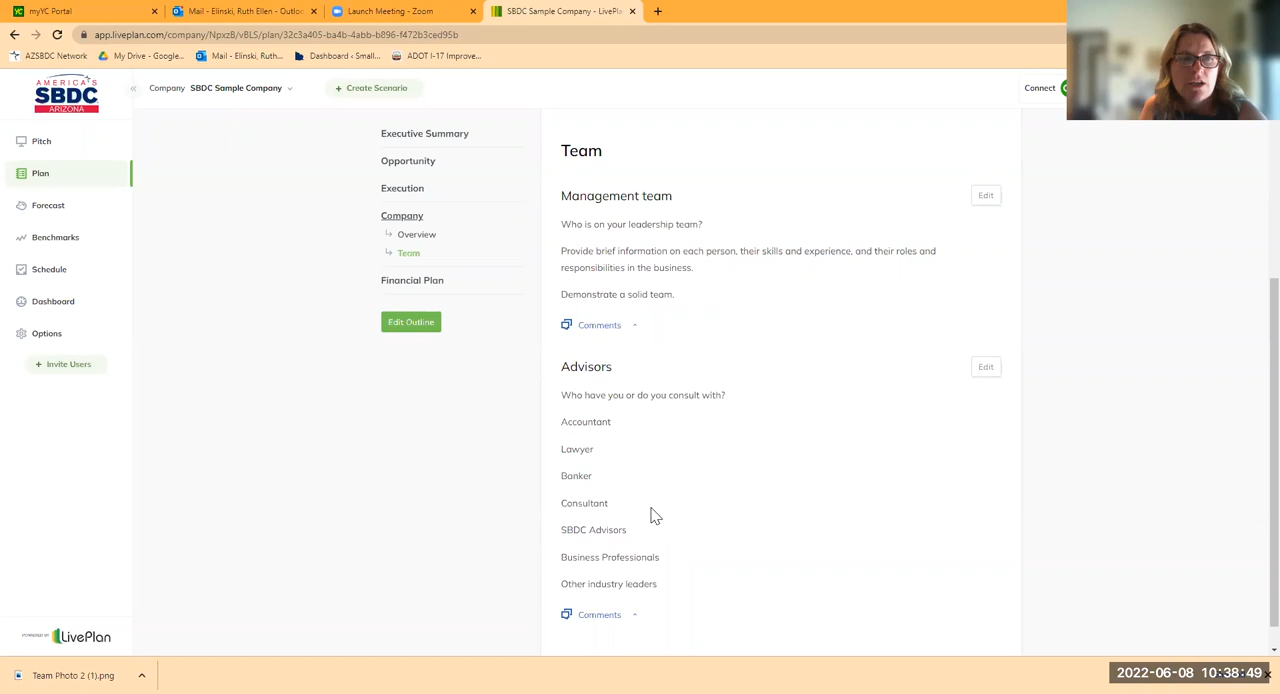 myYC Portal
Mail - Elinski, Ruth Ellen - Outloo
Launch Meeting - Zoom
SBDC Sample Company - LivePla
app.liveplan.com/company/NpxzB/vBLS/plan/32c3a405-ba4b-4abb-b896-f472b3ced95b
AZSBDC Network
My Drive - Google...
Mail - Elinski, Ruth...
Dashboard < Small...
ADOT I-17 Improve...
AMERICA'S
SBDC
ARIZONA
Company SBDC Sample Company
+ Create Scenario
Connect
Pitch
Plan
Forecast
Benchmarks
Schedule
Dashboard
Options
+ Invite Users
POWERED BY LivePlan
Executive Summary
Opportunity
Execution
Company
Overview
Team
Financial Plan
Edit Outline
Team
Management team
Edit
Who is on your leadership team?
Provide brief information on each person, their skills and experience, and their roles and
responsibilities in the business.
Demonstrate a solid team.
Comments
Advisors
Edit
Who have you or do you consult with?
Accountant
Lawyer
Banker
Consultant
SBDC Advisors
Business Professionals
Other industry leaders
Comments
Team Photo 2 (1).png
2022-06-08 10:38:49